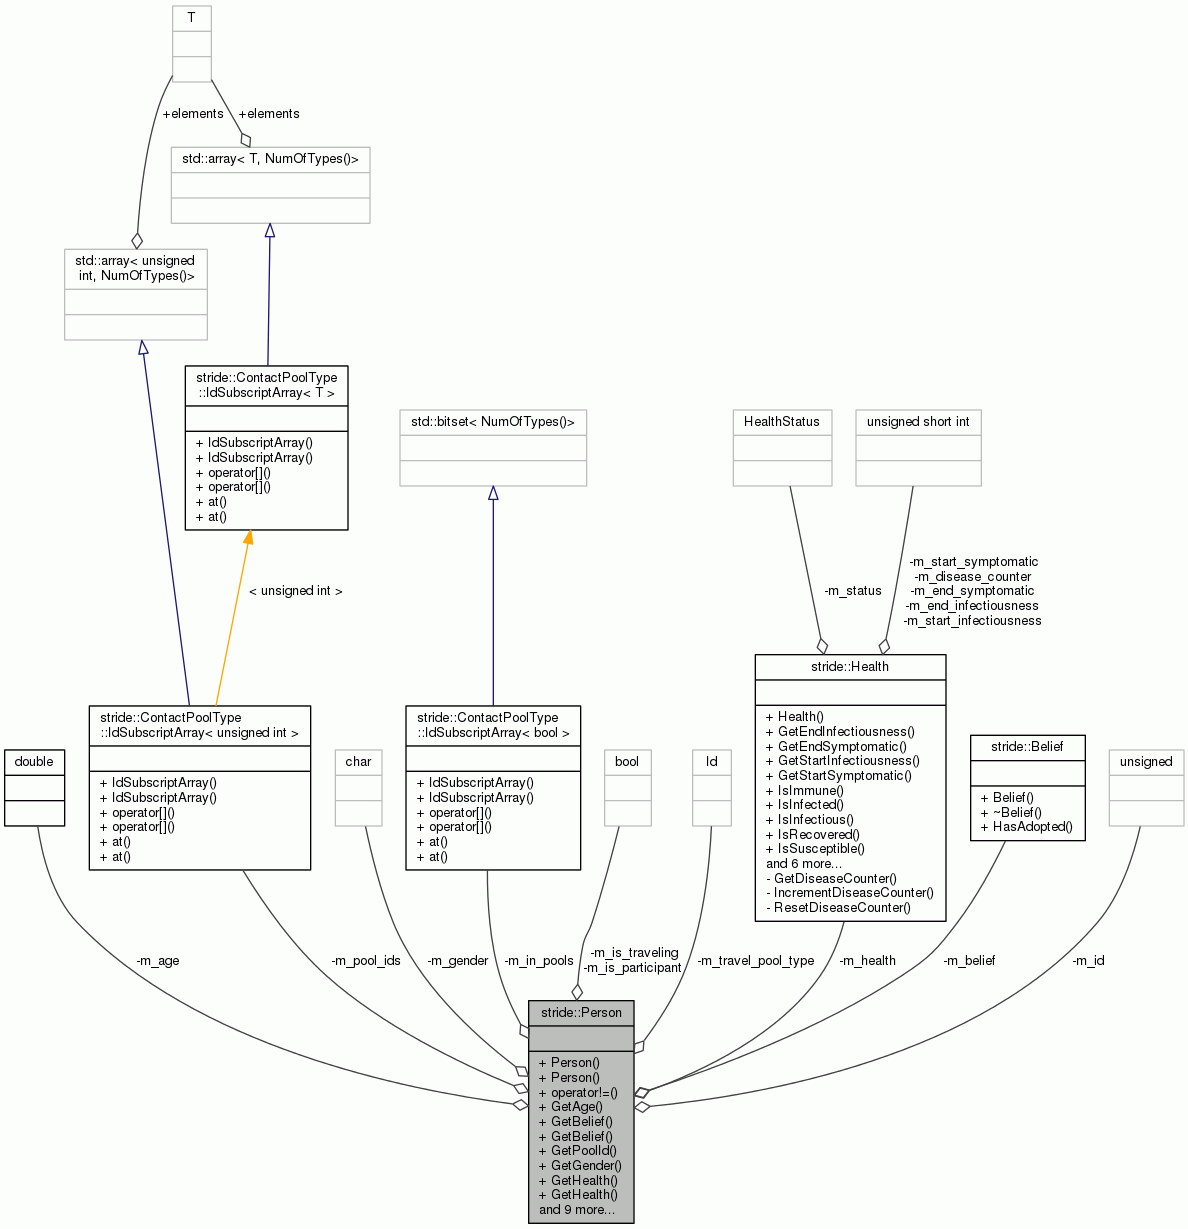 T
+elements
+elements
std::array< T, NumOfTypes()>
std::array< unsigned
int, NumOfTypes()>
stride::ContactPoolType
::IdSubscriptArray< T >
+ IdSubscriptArray()
+ IdSubscriptArray()
+ operator[]()
+ operator[]()
+ at()
+ at()
std::bitset< NumOfTypes()>
HealthStatus
unsigned short int
< unsigned int >
-m_status
-m_start_symptomatic
-m_disease_counter
-m_end_symptomatic
-m_end_infectiousness
-m_start_infectiousness
double
stride::ContactPoolType
::IdSubscriptArray< unsigned int >
+ IdSubscriptArray()
+ IdSubscriptArray()
+ operator[]()
+ operator[]()
+ at()
+ at()
char
stride::ContactPoolType
::IdSubscriptArray< bool >
+ IdSubscriptArray()
+ IdSubscriptArray()
+ operator[]()
+ operator[]()
+ at()
+ at()
bool
Id
stride::Health
+ Health()
+ GetEndInfectiousness()
+ GetEndSymptomatic()
+ GetStartInfectiousness()
+ GetStartSymptomatic()
+ IsImmune()
+ IsInfected()
+ IsInfectious()
+ IsRecovered()
+ IsSusceptible()
and 6 more...
- GetDiseaseCounter()
- IncrementDiseaseCounter()
- ResetDiseaseCounter()
stride::Belief
+ Belief()
+ ~Belief()
+ HasAdopted()
unsigned
-m_age
-m_pool_ids
-m_gender
-m_in_pools
-m_is_traveling
-m_is_participant
-m_travel_pool_type
-m_health
-m_belief
-m_id
stride::Person
+ Person()
+ Person()
+ operator!=()
+ GetAge()
+ GetBelief()
+ GetBelief()
+ GetPoolId()
+ GetGender()
+ GetHealth()
+ GetHealth()
and 9 more...